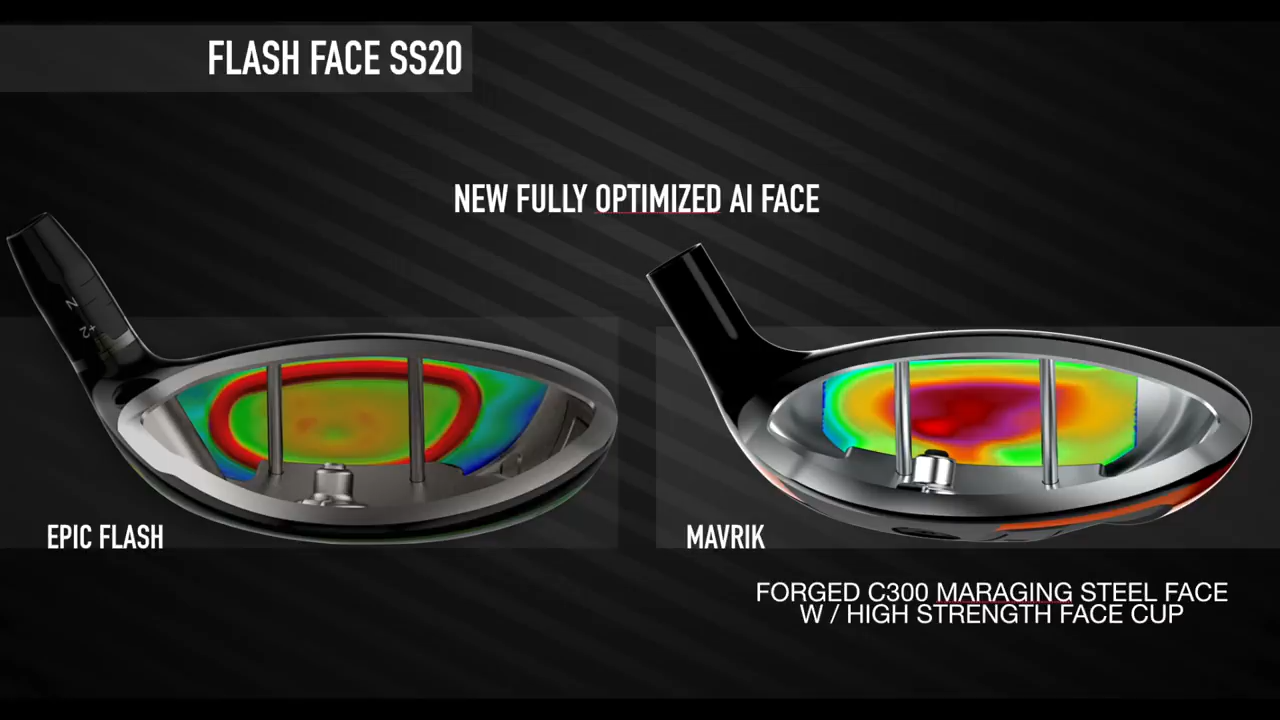 FLASH FACE SS20
NEW FULLY OPTIMIZED AI FACE
N
+2
EPIC FLASH
MAVRIK
FORGED C300 MARAGING STEEL FACE
W / HIGH STRENGTH FACE CUP